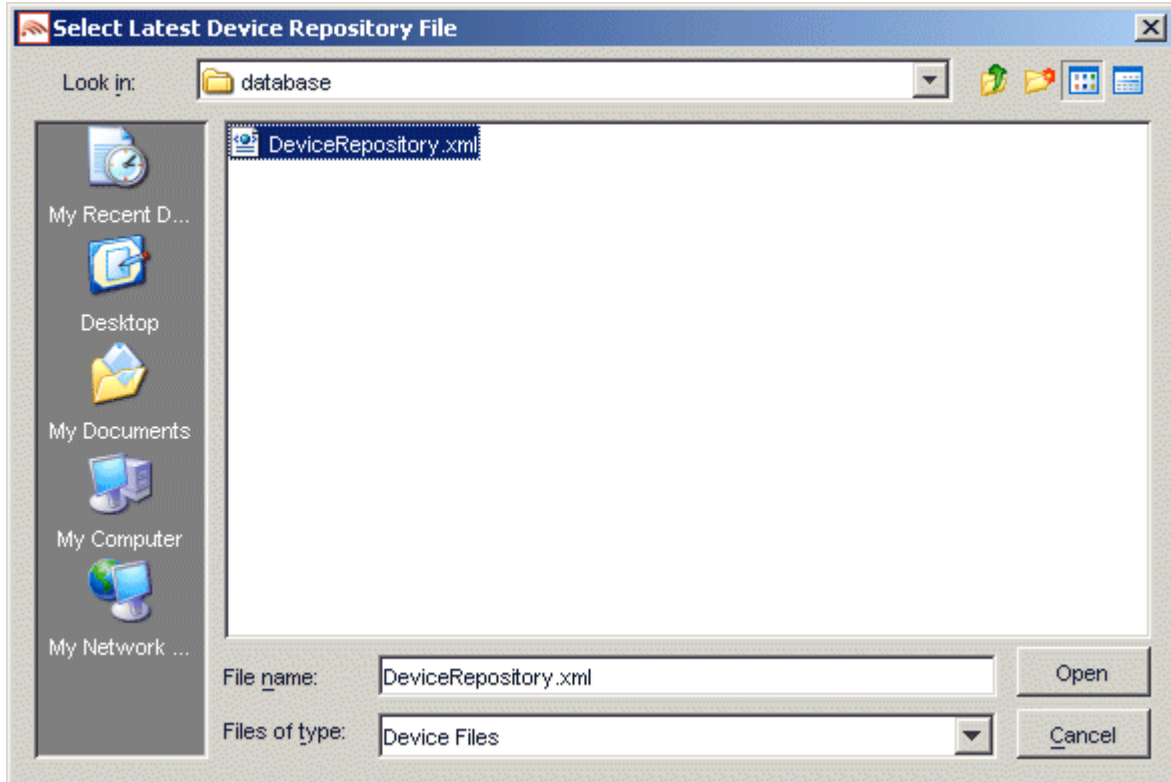 Select Latest Device Repository File
Look in:
database
DeviceRepository.xml
My Recent D...
Desktop
My Documents
My Computer
My Network ...
File name:
DeviceRepository.xml
Open
Files of type:
Device Files
Cancel